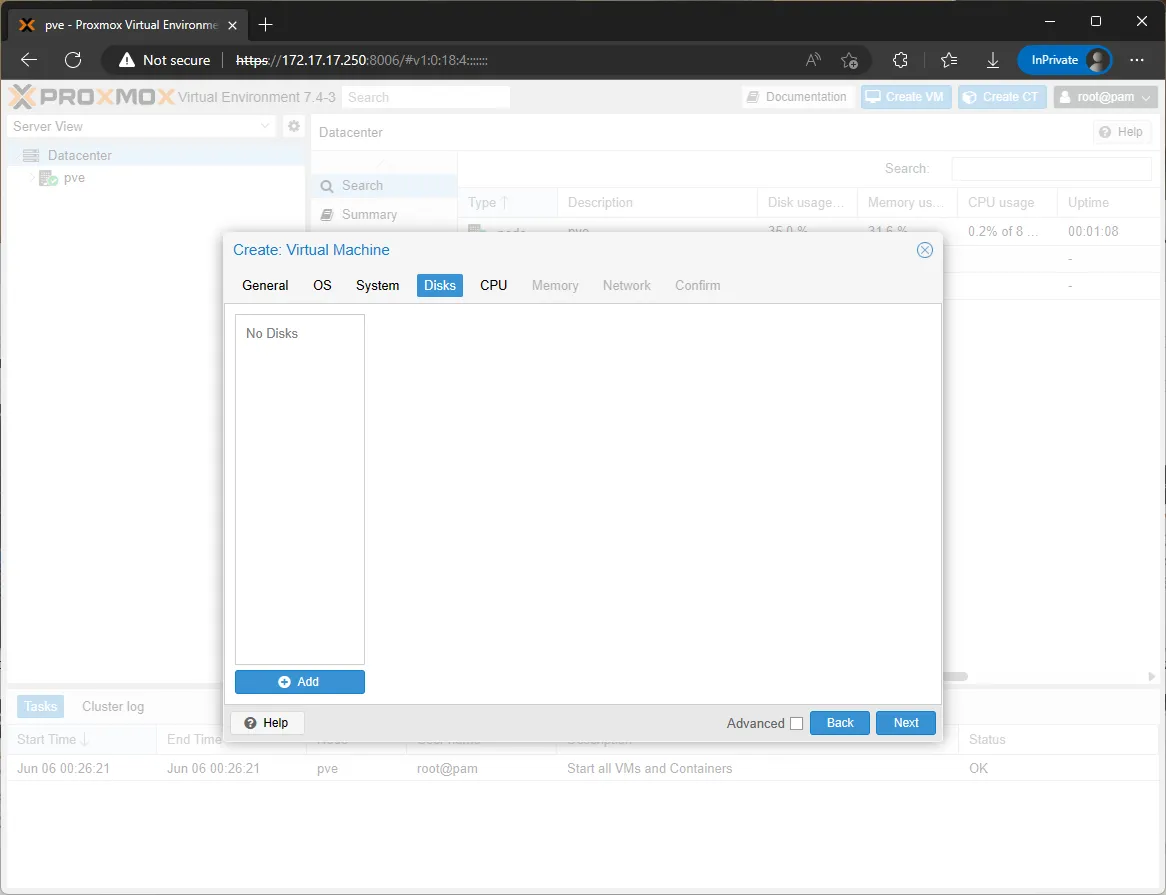 pve - Proxmox Virtual Environme
Not secure https://172.17.17.250:8006/#v1:0:18:4::::::: InPrivate
PROXMOX Virtual Environment 7.4-3 Search Documentation Create VM Create CT root@pam
Server View
Datacenter Help
Datacenter
pve
Search:
Search
Summary
Type Description Disk usage... Memory us... CPU usage Uptime
node pve 35.0 % 31.6 % 0.2% of 8 ... 00:01:08
-
-
Create: Virtual Machine
General OS System Disks CPU Memory Network Confirm
No Disks
Add
Help Advanced Back Next
Tasks Cluster log
Start Time End Time Node User name Description Status
Jun 06 00:26:21 Jun 06 00:26:21 pve root@pam Start all VMs and Containers OK